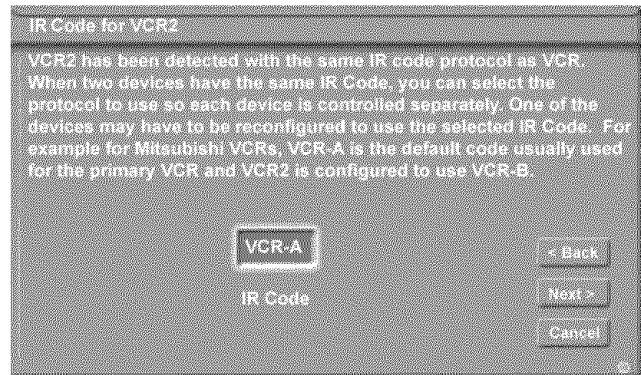 IR Code for VCR2
VCR2 has been detected with the same IR code protocol as VCR.
When two devices have the same IR Code, you can select the
protocol to use so each device is controlled separately. One of the
devices may have to be reconfigured to use the selected IR Code. For
example for Mitsubishi VCRs, VCR-A is the default code usually used
for the primary VCR and VCR2 is configured to use VCR-B.
VCR-A
IR Code
< Back
Next >
Cancel